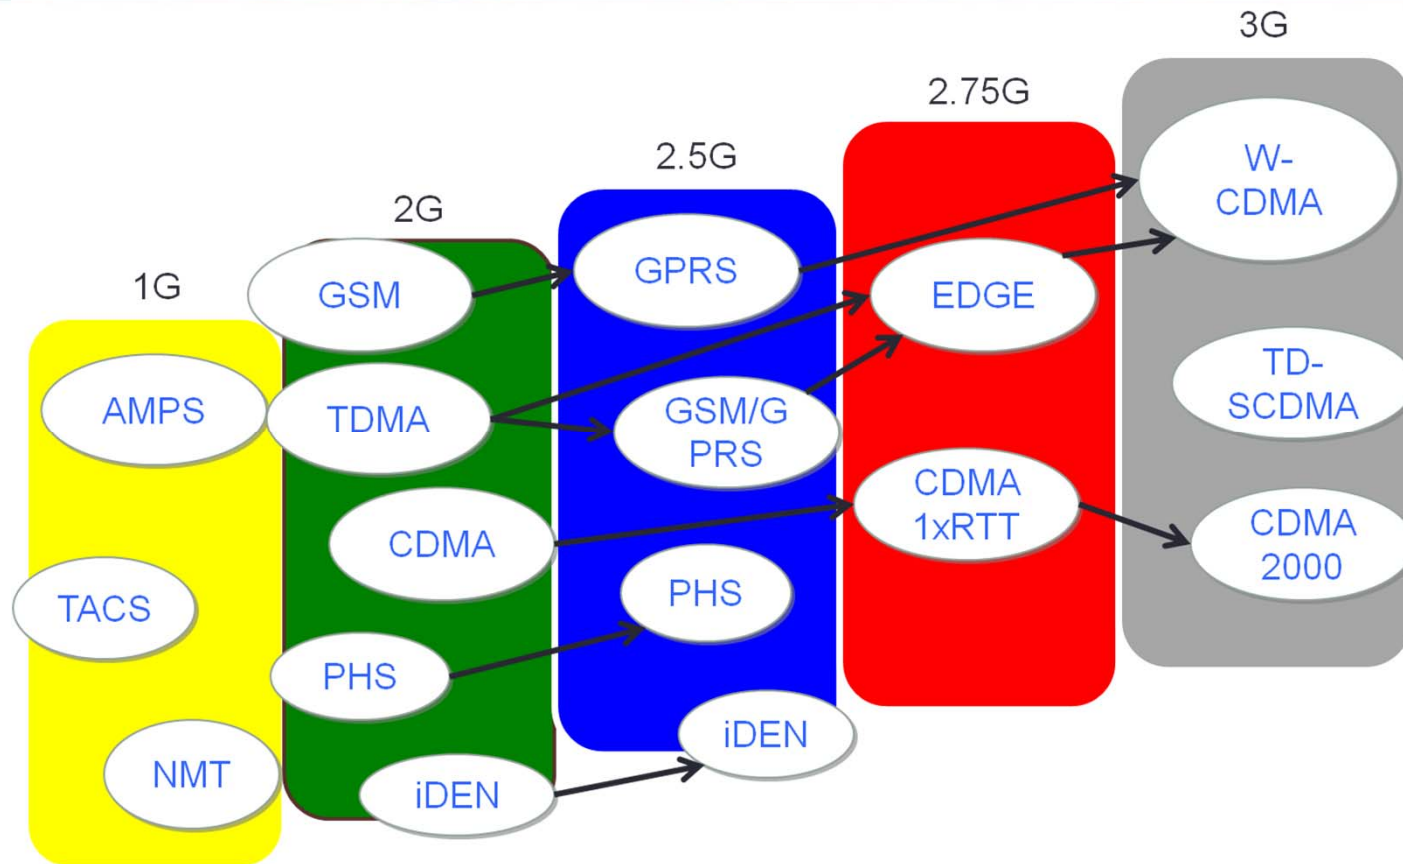 1G
AMPS
TACS
NMT
2G
GSM
TDMA
CDMA
PHS
iDEN
2.5G
GPRS
GSM/G
PRS
PHS
iDEN
2.75G
EDGE
CDMA
1xRTT
3G
W-
CDMA
TD-
SCDMA
CDMA
2000